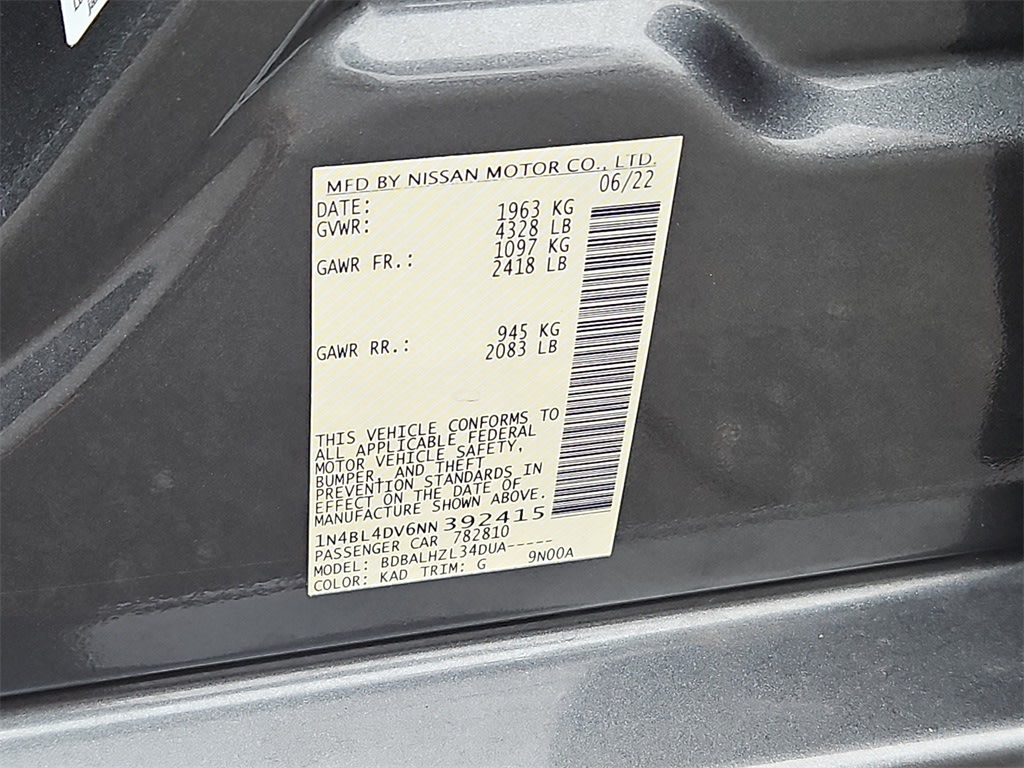 MFD BY NISSAN MOTOR CO., LTD.
DATE: 06/22
GVWR: 1963 KG
4328 LB
GAWR FR.: 1097 KG
2418 LB
GAWR RR.: 945 KG
2083 LB
THIS VEHICLE CONFORMS TO
ALL APPLICABLE FEDERAL
MOTOR VEHICLE SAFETY,
BUMPER, AND THEFT
PREVENTION STANDARDS IN
EFFECT ON THE DATE OF
MANUFACTURE SHOWN ABOVE.
1N4BL4DV6NN 392415
PASSENGER CAR 782810
MODEL: BDBALHZL34DUA-----
COLOR: KAD TRIM: G 9N00A